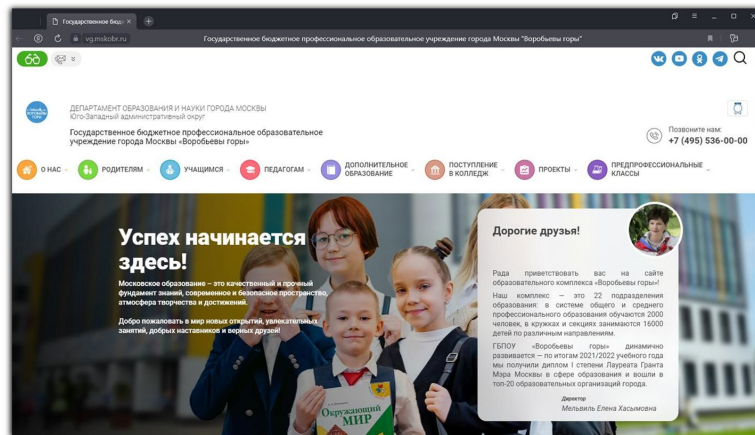 Государственное бюдж
vg.mskobr.ru
Государственное бюджетное профессиональное образовательное учреждение города Москвы "Воробьевы горы"
ДЕПАРТАМЕНТ ОБРАЗОВАНИЯ И НАУКИ ГОРОДА МОСКВЫ
Юго-Западный административный округ
Государственное бюджетное профессиональное образовательное
учреждение города Москвы «Воробьевы горы»
Позвоните нам:
+7 (495) 536-00-00
О НАС
РОДИТЕЛЯМ
УЧАЩИМСЯ
ПЕДАГОГАМ
ДОПОЛНИТЕЛЬНОЕ
ОБРАЗОВАНИЕ
ПОСТУПЛЕНИЕ
В КОЛЛЕДЖ
ПРОЕКТЫ
ПРЕДПРОФЕССИОНАЛЬНЫЕ
КЛАССЫ
Успех начинается
здесь!
Московское образование – это качественный и прочный
фундамент знаний, современное и безопасное пространство,
атмосфера творчества и достижений.
Добро пожаловать в мир новых открытий, увлекательных
занятий, добрых наставников и верных друзей!
Окружающий
МИР
Дорогие друзья!
Рада приветствовать вас на сайте
образовательного комплекса «Воробьевы горы»!
Наш комплекс — это 22 подразделения
образования: в системе общего и среднего
профессионального образования обучаются 2000
человек, в кружках и секциях занимаются 16000
детей по различным направлениям.
ГБПОУ «Воробьевы горы» динамично
развивается — по итогам 2021/2022 учебного года
мы получили диплом I степени Лауреата Гранта
Мэра Москвы в сфере образования и вошли в
топ-20 образовательных организаций города.
Директор
Мельвиль Елена Хасымовна